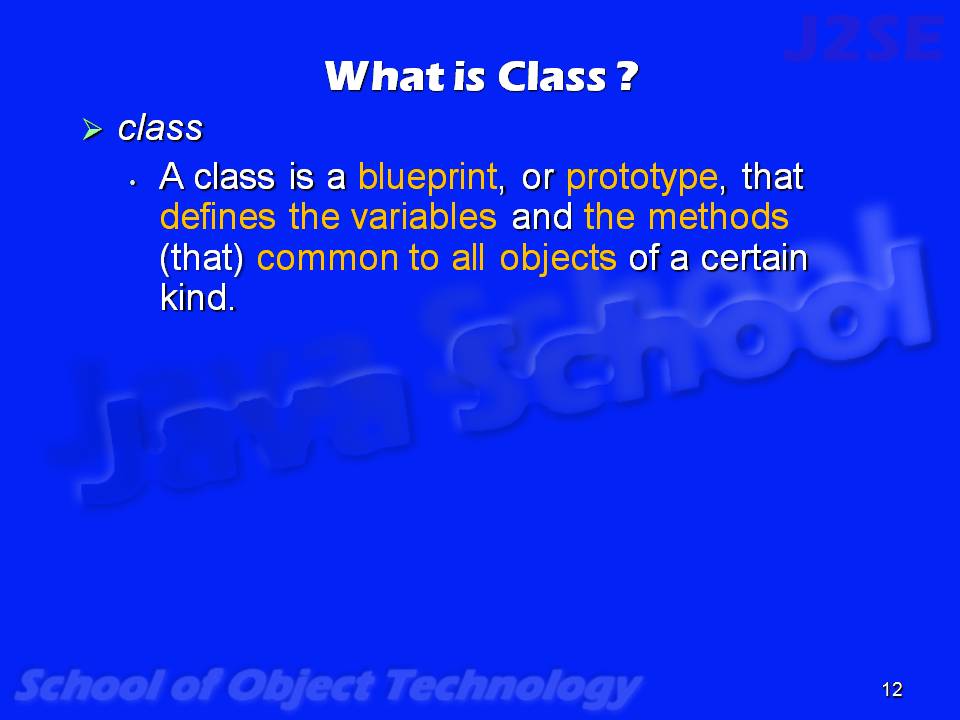 J2SE
What is Class ?
class
A class is a blueprint, or prototype, that
defines the variables and the methods
(that) common to all objects of a certain
kind.
Java School
School of Object Technology
12